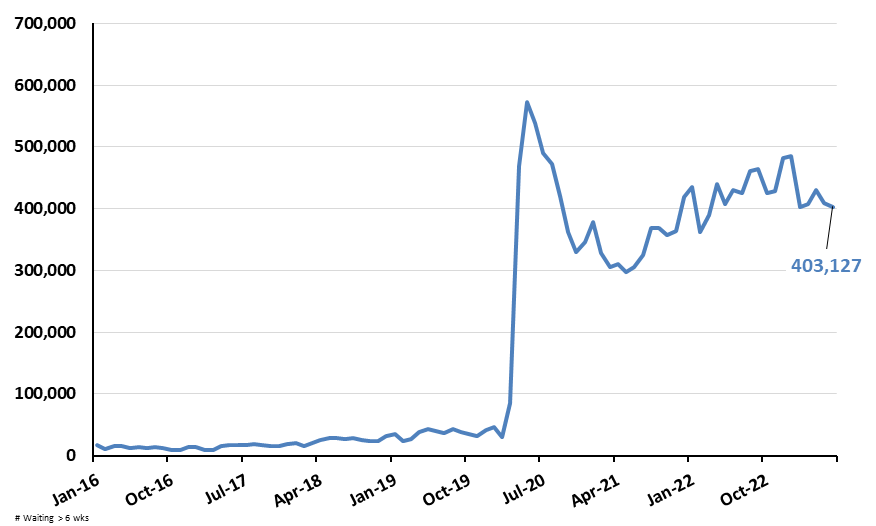 700,000
600,000
500,000
400,000
300,000
200,000
100,000
0
403,127
Jan-16
Oct-16
Jul-17
Apr-18
Jan-19
Oct-19
Jul-20
Apr-21
Jan-22
Oct-22
# Waiting > 6 wks